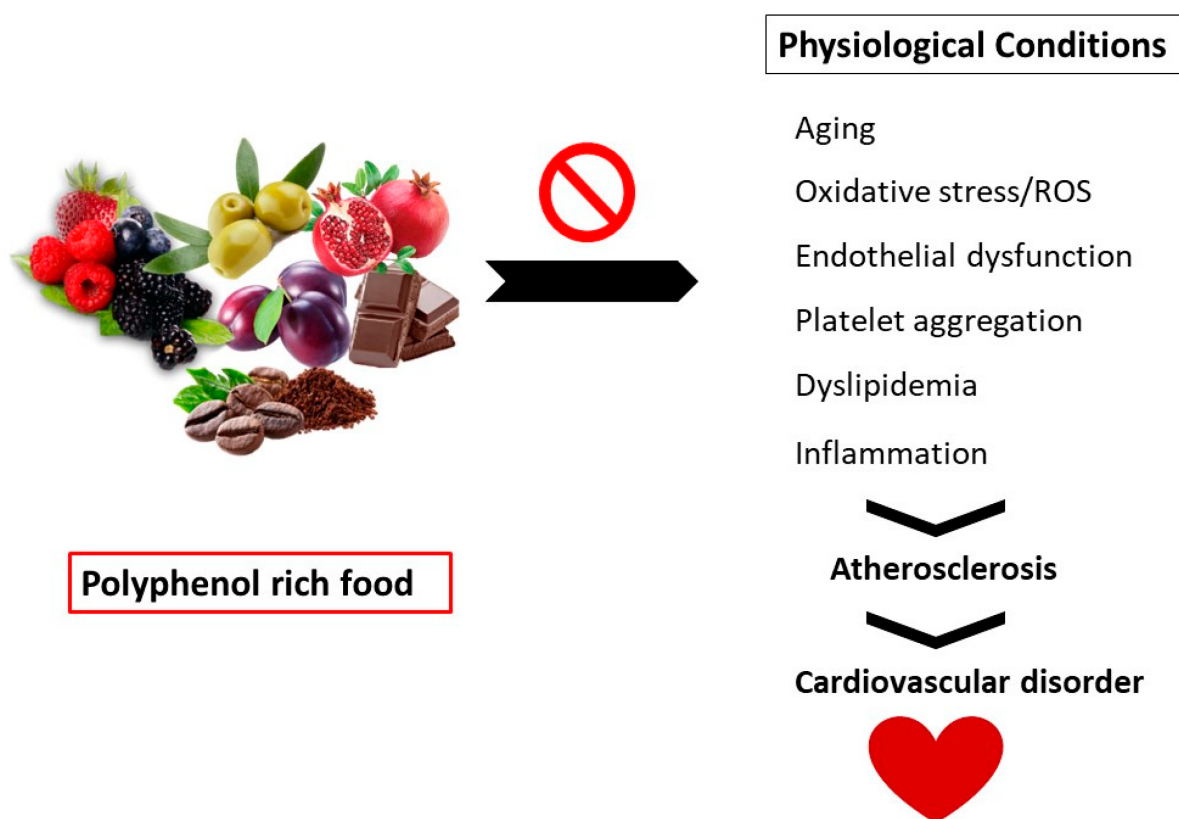 Physiological Conditions
Aging
Oxidative stress/ROS
Endothelial dysfunction
Platelet aggregation
Dyslipidemia
Inflammation
Polyphenol rich food
Atherosclerosis
Cardiovascular disorder